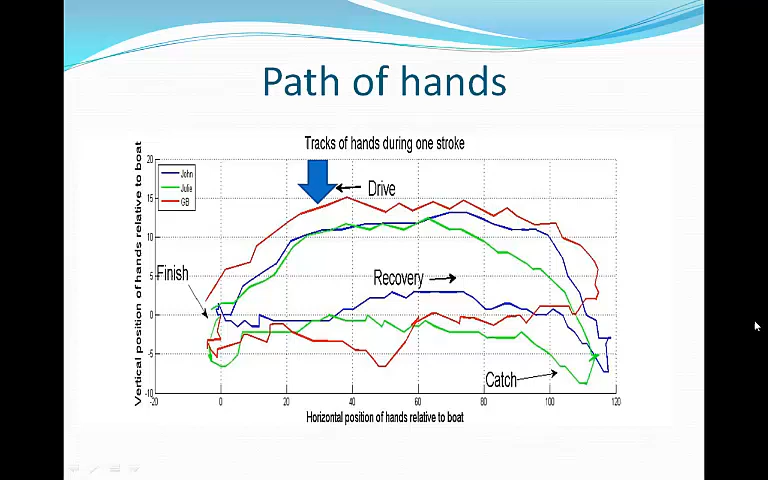 Path of hands
Tracks of hands during one stroke
Vertical position of hands relative to boat
20
15
10
5
0
-5
-10
John
Julie
GB
Drive
Finish
Recovery
Catch
-20 0 20 40 60 80 100 120
Horizontal position of hands relative to boat